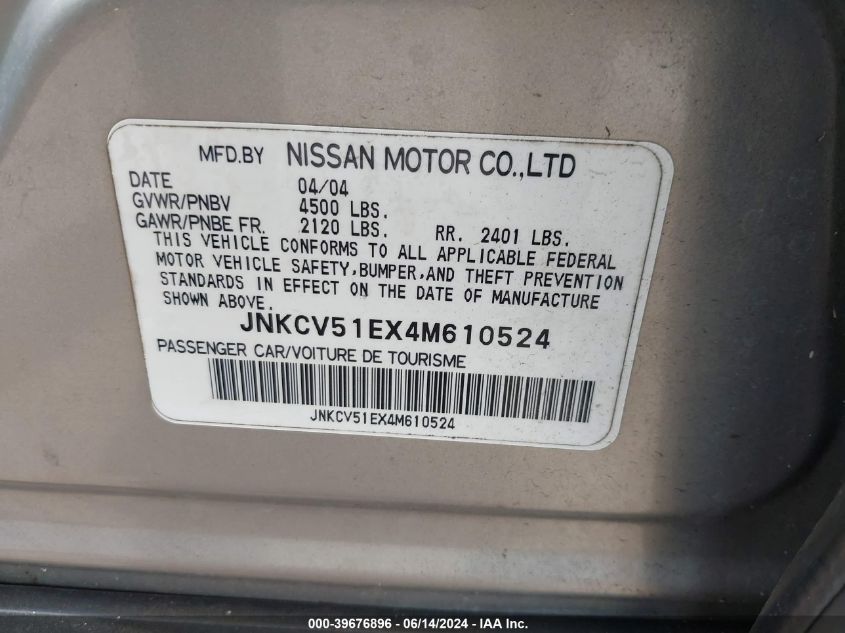 MFD.BY NISSAN MOTOR CO.,LTD
DATE 04/04
GVWR/PNBV 4500 LBS.
GAWR/PNBE FR. 2120 LBS. RR. 2401 LBS.
THIS VEHICLE CONFORMS TO ALL APPLICABLE FEDERAL
MOTOR VEHICLE SAFETY,BUMPER,AND THEFT PREVENTION
STANDARDS IN EFFECT ON THE DATE OF MANUFACTURE
SHOWN ABOVE.
JNKCV51EX4M610524
PASSENGER CAR/VOITURE DE TOURISME
JNKCV51EX4M610524
000-39676896 - 06/14/2024 - IAA Inc.